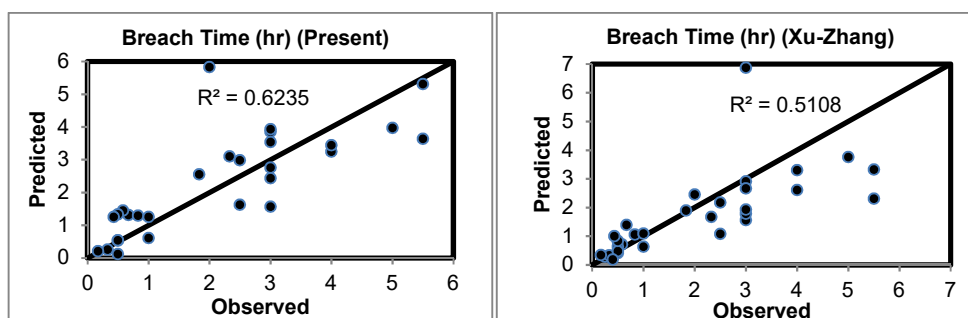 Breach Time (hr) (Present)
6
5
4
3
2
1
0
Predicted
R² = 0.6235
0 1 2 3 4 5 6
Observed
Breach Time (hr) (Xu-Zhang)
7
6
5
4
3
2
1
0
Predicted
R² = 0.5108
0 1 2 3 4 5 6 7
Observed